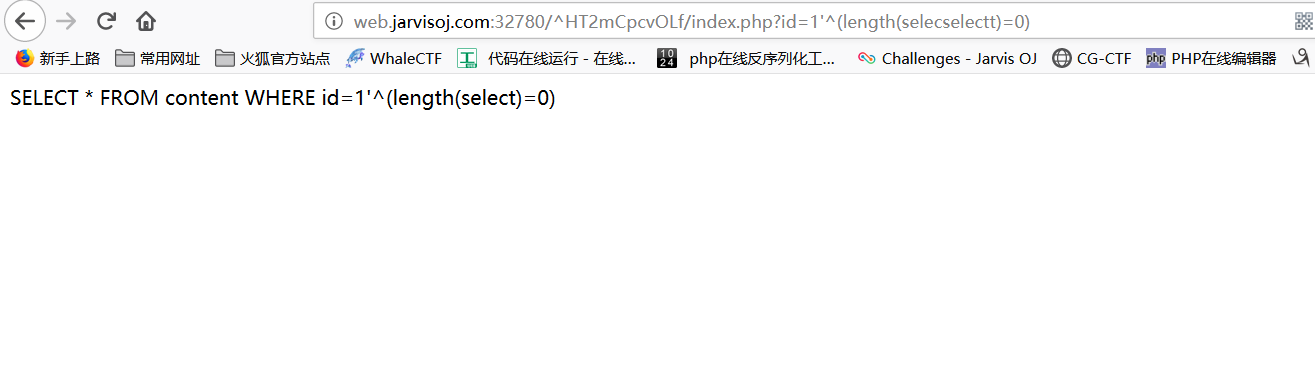 web.jarvisoj.com:32780/^HT2mCpcvOLf/index.php?id=1'^(length(selecselectt)=0)
新手上路 常用网址 火狐官方站点 WhaleCTF 工 代码在线运行 - 在线... 10 24 php在线反序列化工... Challenges - Jarvis OJ CG-CTF php PHP在线编辑器
SELECT * FROM content WHERE id=1'^(length(select)=0)